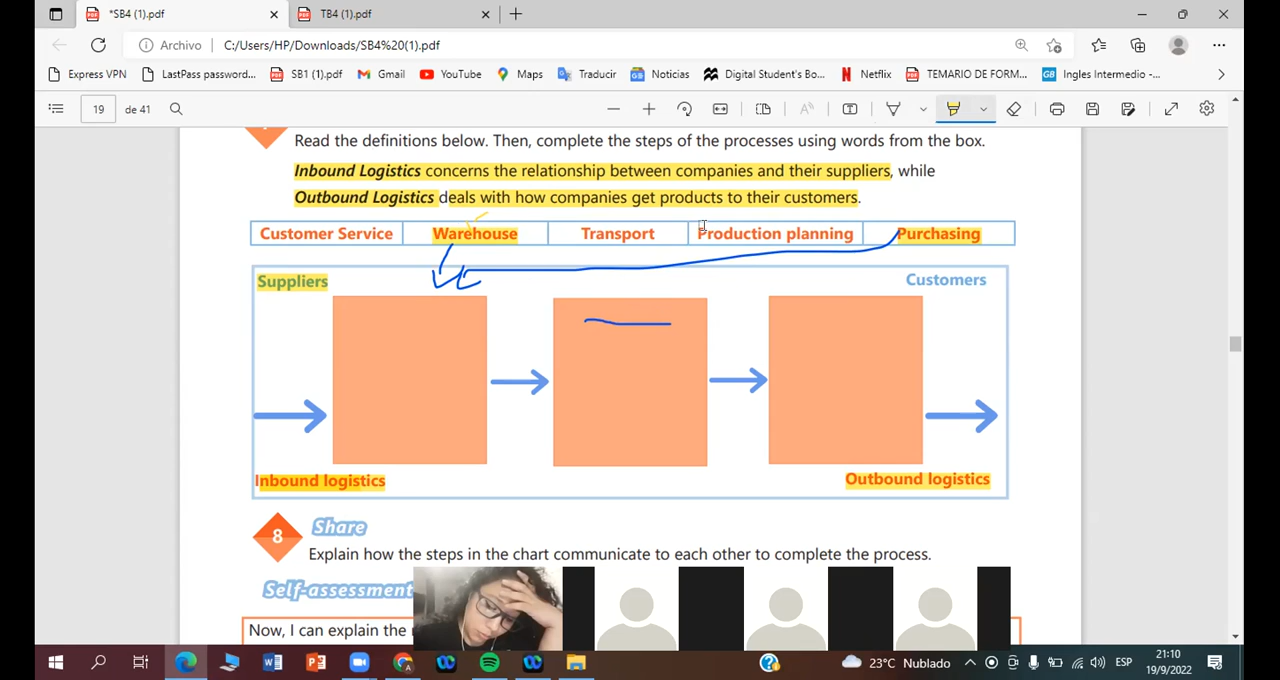 *SB4 (1).pdf
TB4 (1).pdf
Archivo C:/Users/HP/Downloads/SB4%20(1).pdf
Express VPN LastPass password... SB1 (1).pdf Gmail YouTube Maps Traducir Noticias Digital Student's Bo... Netflix TEMARIO DE FORM... Ingles Intermedio -...
19 de 41
Read the definitions below. Then, complete the steps of the processes using words from the box.
Inbound Logistics concerns the relationship between companies and their suppliers, while
Outbound Logistics deals with how companies get products to their customers.
Customer Service Warehouse Transport Production planning Purchasing
Suppliers Customers
Inbound logistics Outbound logistics
8 Share
Explain how the steps in the chart communicate to each other to complete the process.
Self-assessment
Now, I can explain the
23°C Nublado ESP 21:10
19/9/2022